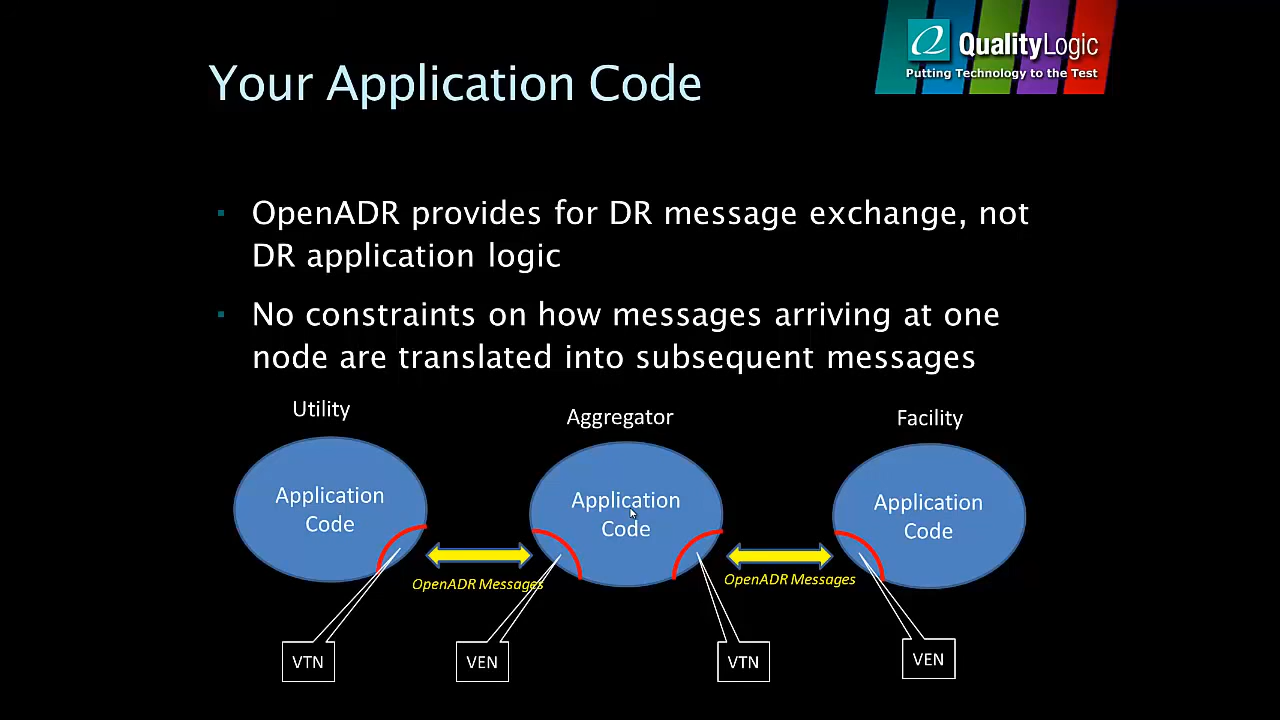 QualityLogic
Putting Technology to the Test
Your Application Code
OpenADR provides for DR message exchange, not
DR application logic
No constraints on how messages arriving at one
node are translated into subsequent messages
Utility
Aggregator
Facility
Application
Code
Application
Code
Application
Code
OpenADR Messages
OpenADR Messages
VTN
VEN
VTN
VEN